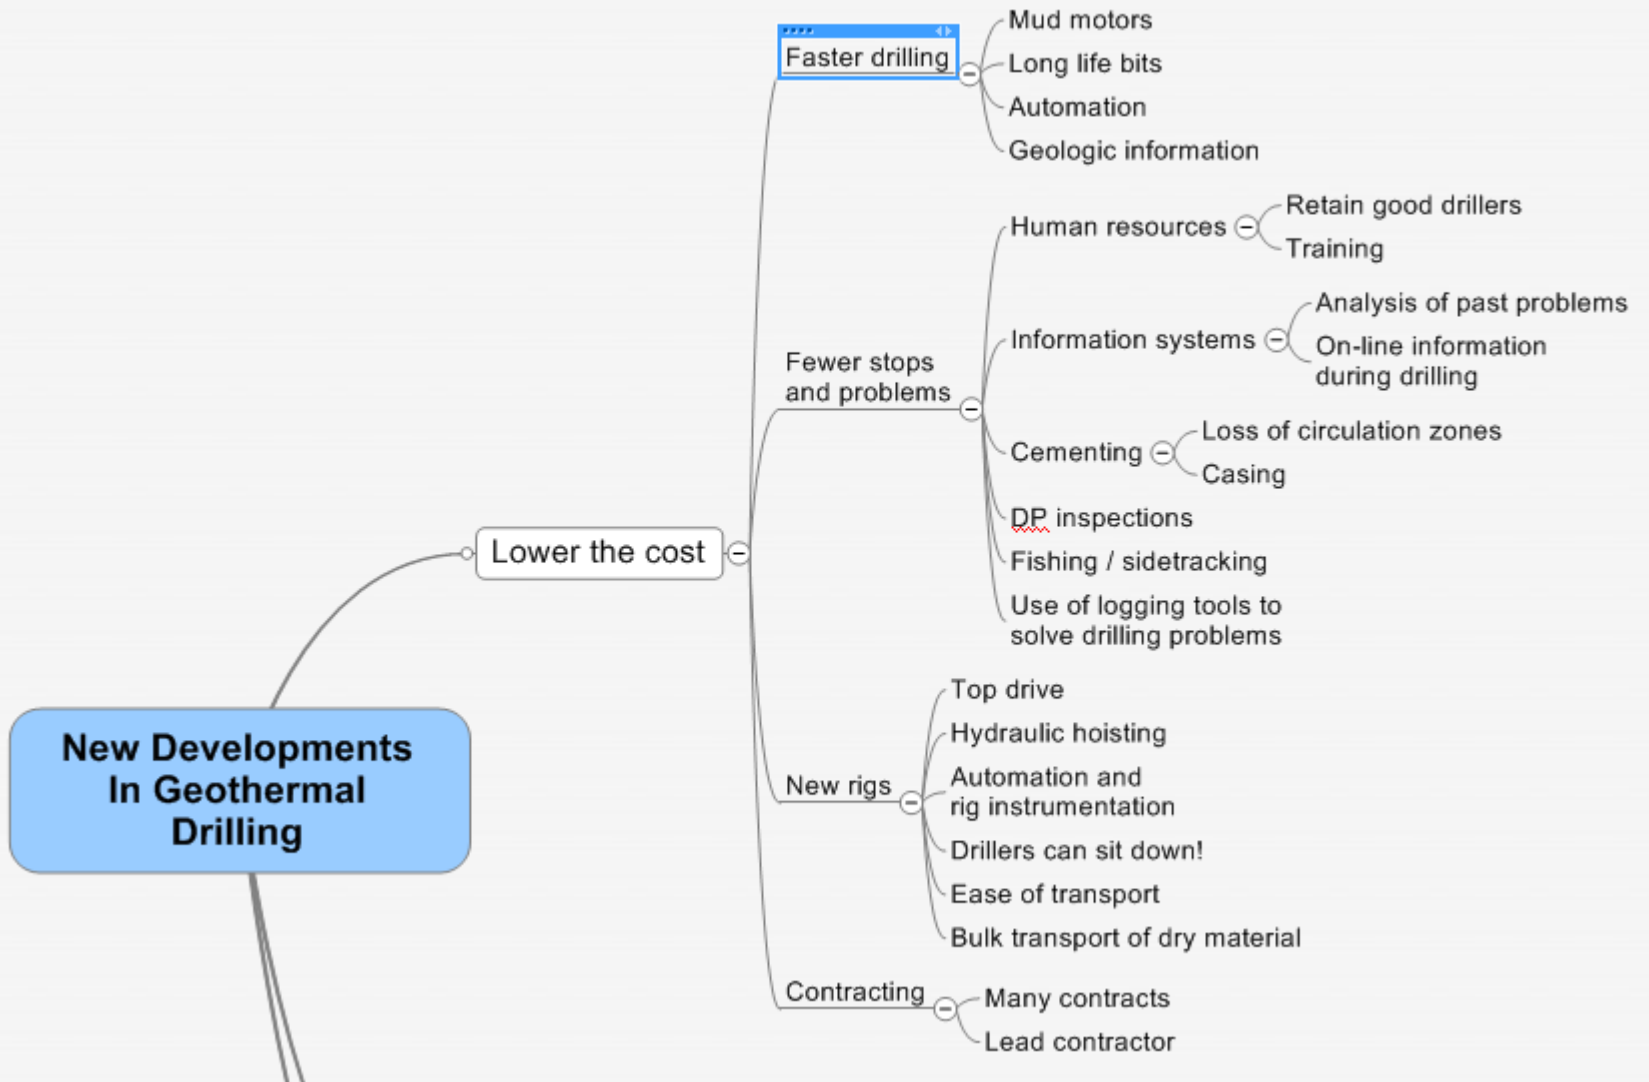 Faster drilling
Mud motors
Long life bits
Automation
Geologic information
Fewer stops
and problems
Human resources
Retain good drillers
Training
Information systems
Analysis of past problems
On-line information
during drilling
Cementing
Loss of circulation zones
Casing
DP inspections
Fishing / sidetracking
Use of logging tools to
solve drilling problems
Lower the cost
New Developments
In Geothermal
Drilling
New rigs
Top drive
Hydraulic hoisting
Automation and
rig instrumentation
Drillers can sit down!
Ease of transport
Bulk transport of dry material
Contracting
Many contracts
Lead contractor